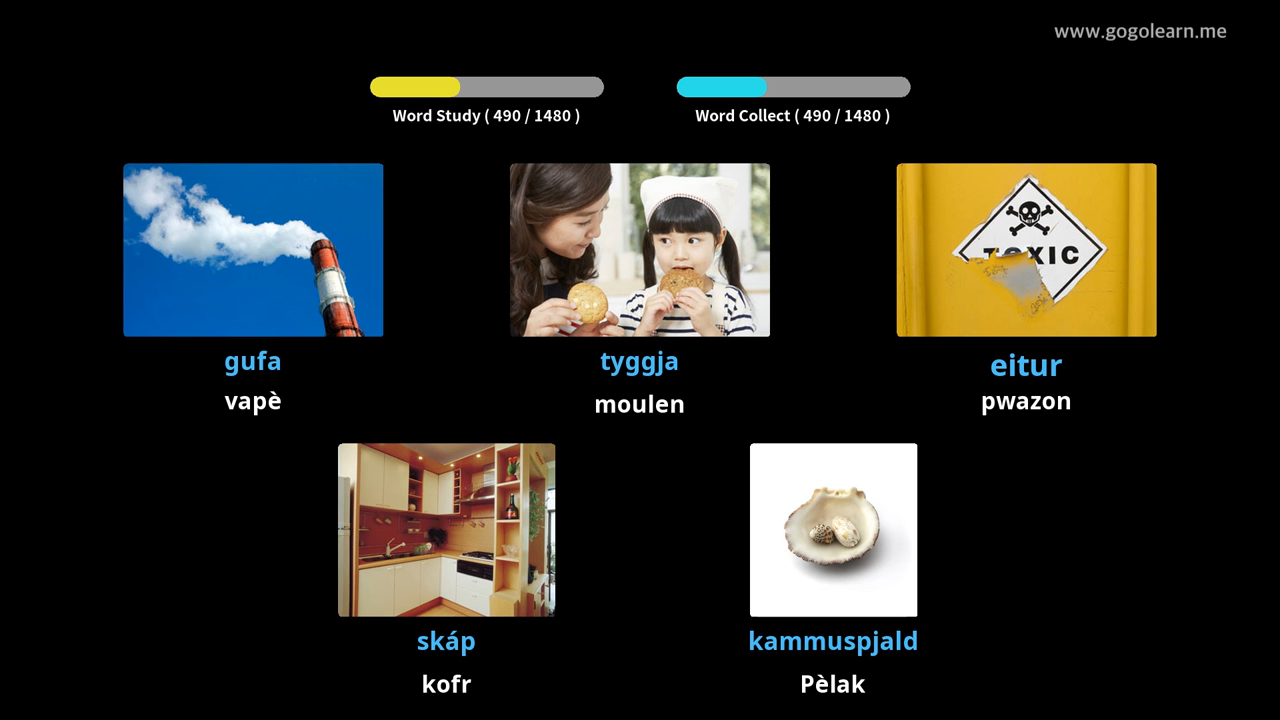 www.gogolearn.me
Word Study ( 490 / 1480 )
Word Collect ( 490 / 1480 )
TOXIC
gufa
vapè
tyggja
moulen
eitur
pwazon
skáp
kofr
kammuspjald
Pèlak